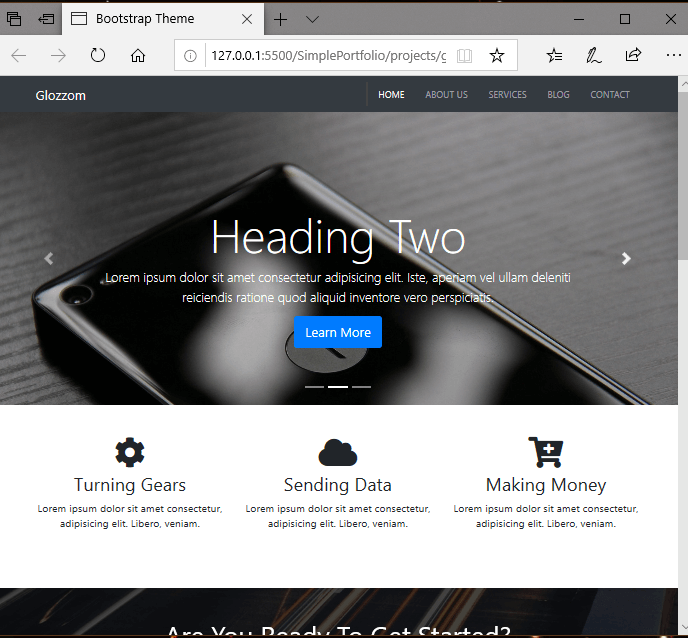 Bootstrap Theme
127.0.0.1:5500/SimplePortfolio/projects/g
Glozzom
HOME ABOUT US SERVICES BLOG CONTACT
Heading Two
Lorem ipsum dolor sit amet consectetur adipisicing elit. Iste, aperiam vel ullam deleniti
reiciendis ratione quod aliquid inventore vero perspiciatis.
Learn More
Turning Gears Sending Data Making Money
Lorem ipsum dolor sit amet consectetur, Lorem ipsum dolor sit amet consectetur, Lorem ipsum dolor sit amet consectetur,
adipisicing elit. Libero, veniam. adipisicing elit. Libero, veniam. adipisicing elit. Libero, veniam.
Are You Ready To Get Started?